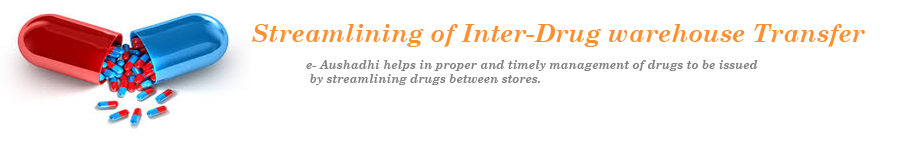 Streamlining of Inter-Drug warehouse Transfer
e- Aushadhi helps in proper and timely management of drugs to be issued
by streamlining drugs between stores.